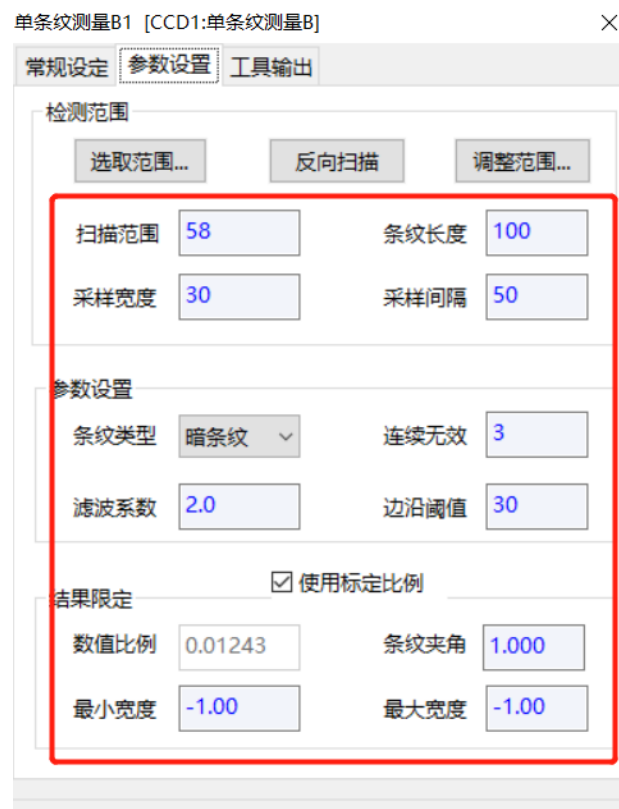 单条纹测量B1 [CCD1:单条纹测量B]
常规设定 参数设置 工具输出
检测范围
选取范围... 反向扫描 调整范围...
扫描范围 58 条纹长度 100
采样宽度 30 采样间隔 50
参数设置
条纹类型 暗条纹 连续无效 3
滤波系数 2.0 边沿阈值 30
使用标定比例
结果限定
数值比例 0.01243 条纹夹角 1.000
最小宽度 -1.00 最大宽度 -1.00